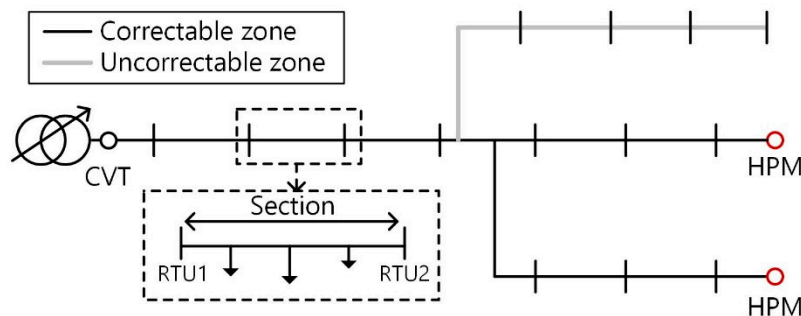 Correctable zone
Uncorrectable zone
CVT
HPM
Section
RTU1
RTU2
HPM